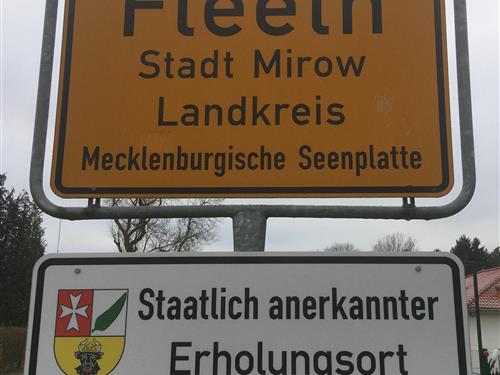 Fleeth
Stadt Mirow
Landkreis
Mecklenburgische Seenplatte
Staatlich anerkannter
Erholungsort